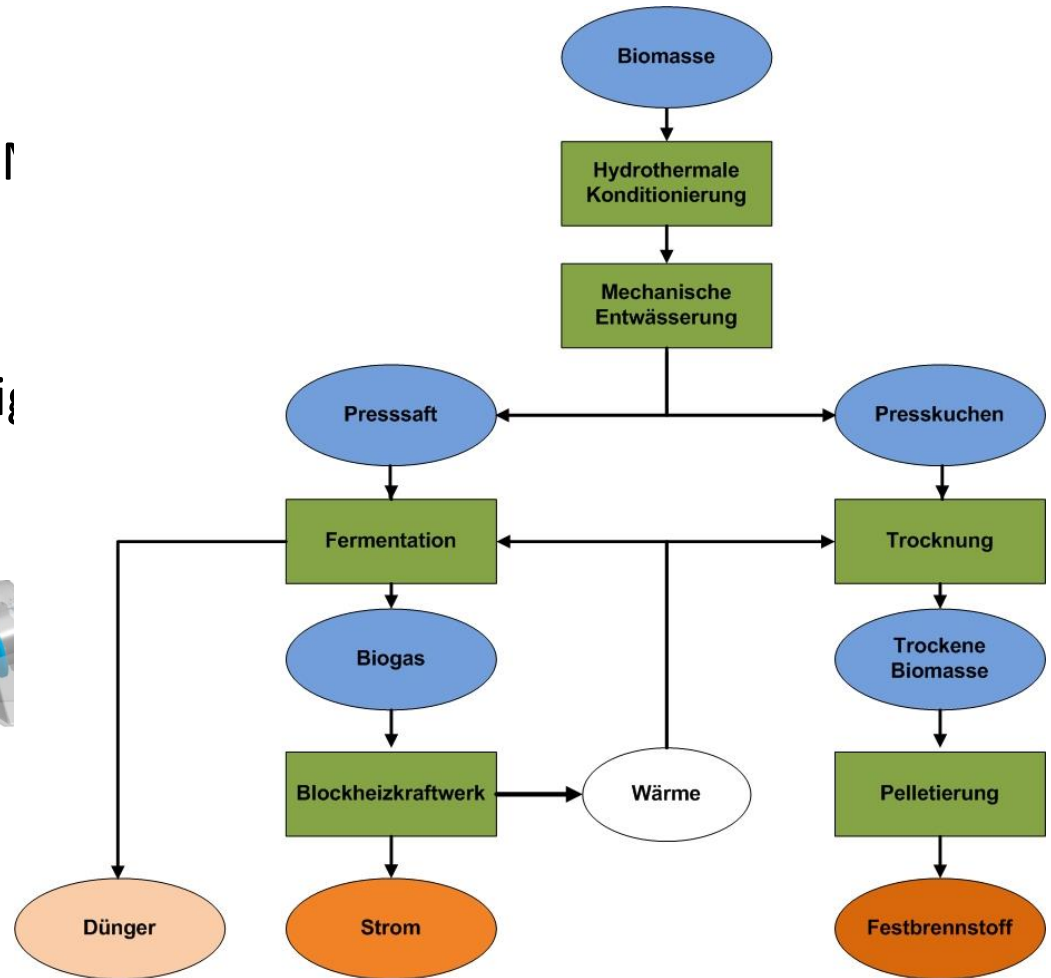 Biomasse
Hydrothermale
Konditionierung
Mechanische
Entwässerung
Presssaft
Presskuchen
Fermentation
Trocknung
Biogas
Trockene
Biomasse
Blockheizkraftwerk
Wärme
Pelletierung
Dünger
Strom
Festbrennstoff